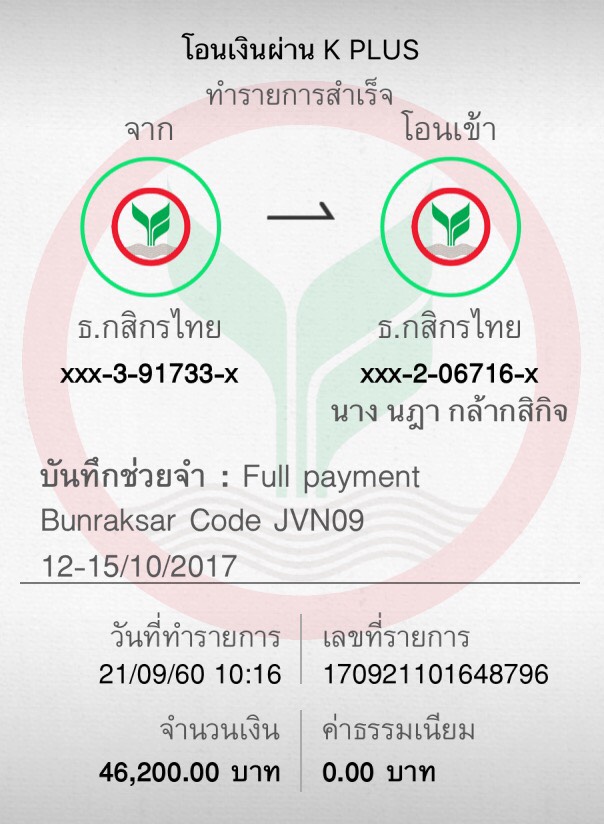 โอนเงินผ่าน K PLUS
ทำรายการสำเร็จ
จาก
โอนเข้า
ธ.กสิกรไทย
xxx-3-91733-x
ธ.กสิกรไทย
xxx-2-06716-x
นาง นฎา กล้ากสิกิจ
บันทึกช่วยจำ : Full payment
Bunraksar Code JVN09
12-15/10/2017
วันที่ทำรายการ
21/09/60 10:16
เลขที่รายการ
170921101648796
จำนวนเงิน
46,200.00 บาท
ค่าธรรมเนียม
0.00 บาท